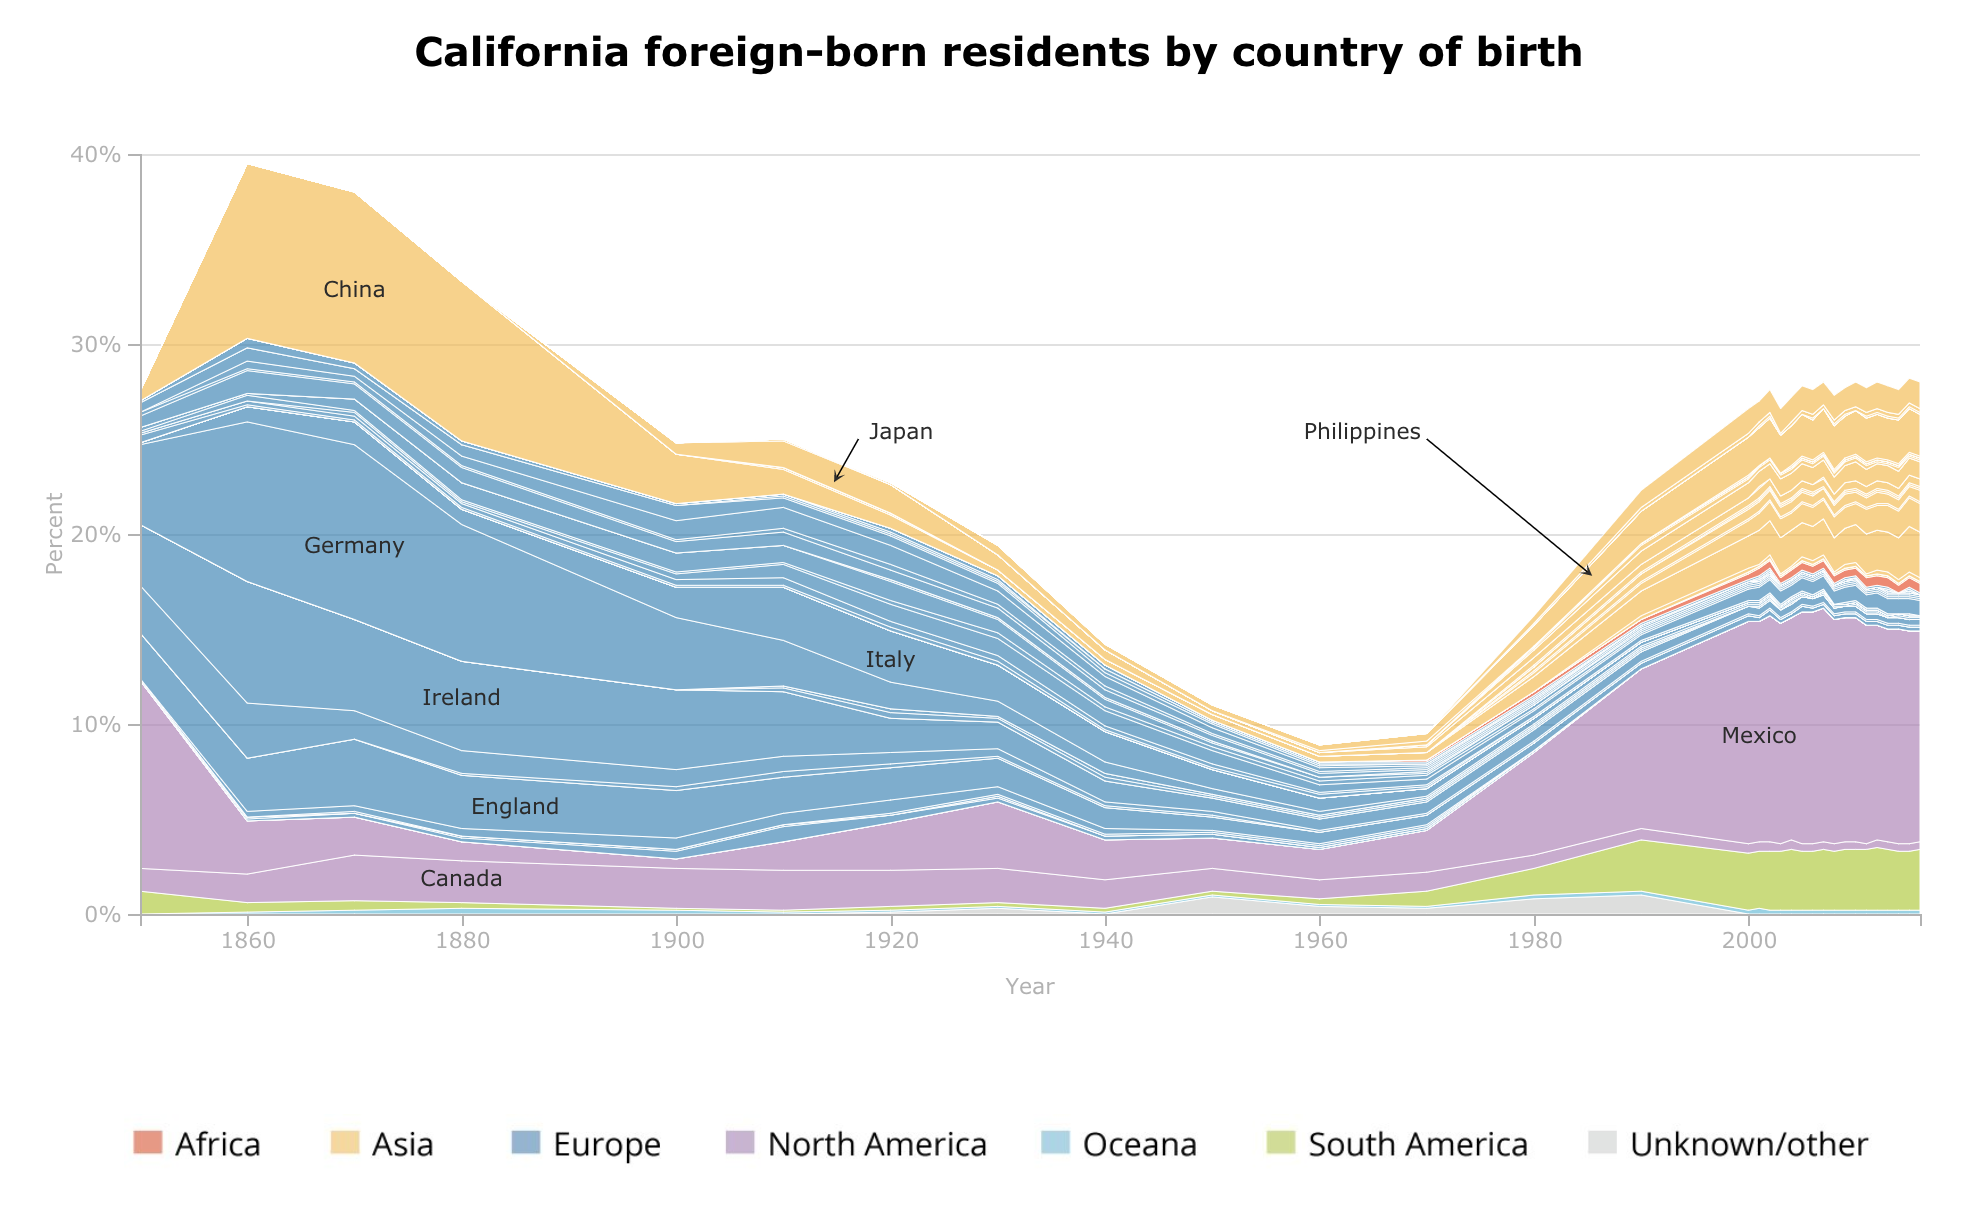 California foreign-born residents by country of birth
40%
China
30%
Japan
Philippines
Germany
20%
Percent
Italy
Ireland
Mexico
10%
England
Canada
0%
1860 1880 1900 1920 1940 1960 1980 2000
Year
Africa Asia Europe North America Oceana South America Unknown/other